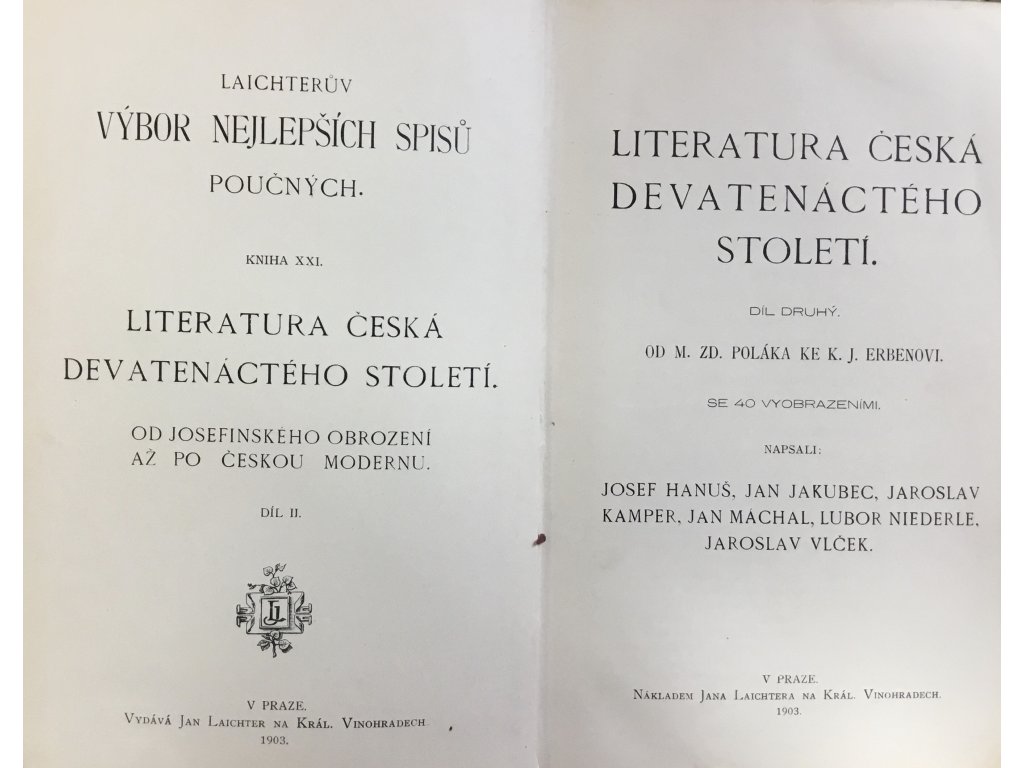 LAICHTERŮV
VÝBOR NEJLEPŠÍCH SPISŮ
POUČNÝCH.
KNIHA XXI.
LITERATURA ČESKÁ
DEVATENÁCTÉHO STOLETÍ.
OD JOSEFINSKÉHO OBROZENÍ
AŽ PO ČESKOU MODERNU.
DÍL II.
JL
V PRAZE.
VYDÁVÁ JAN LAICHTER NA KRÁL. VINOHRADECH
1903.
LITERATURA ČESKÁ
DEVATENÁCTÉHO
STOLETÍ.
DÍL DRUHÝ.
OD M. ZD. POLÁKA KE K. J. ERBENOVI.
SE 40 VYOBRAZENÍMI.
NAPSALI:
JOSEF HANUŠ, JAN JAKUBEC, JAROSLAV
KAMPER, JAN MÁCHAL, LUBOR NIEDERLE,
JAROSLAV VLČEK.
V PRAZE.
NÁKLADEM JANA LAICHTERA NA KRÁL. VINOHRADECH.
1903.